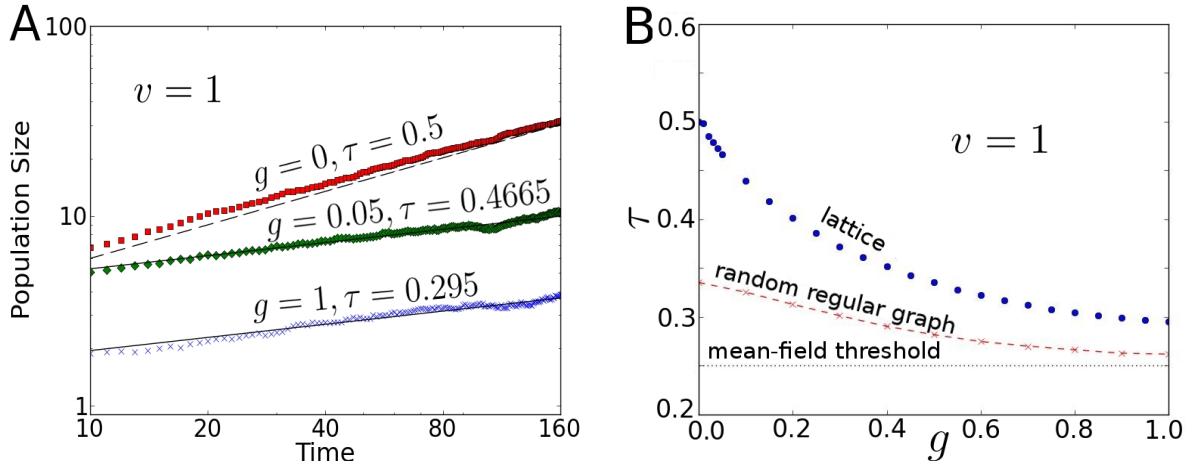 A
Population Size
100
10
1
v = 1
g = 0, τ = 0.5
g = 0.05, τ = 0.4665
g = 1, τ = 0.295
10 20 40 80 160
Time
B
τ
0.6
0.5
0.4
0.3
0.2
v = 1
lattice
random regular graph
mean-field threshold
0.0 0.2 0.4 0.6 0.8 1.0
g